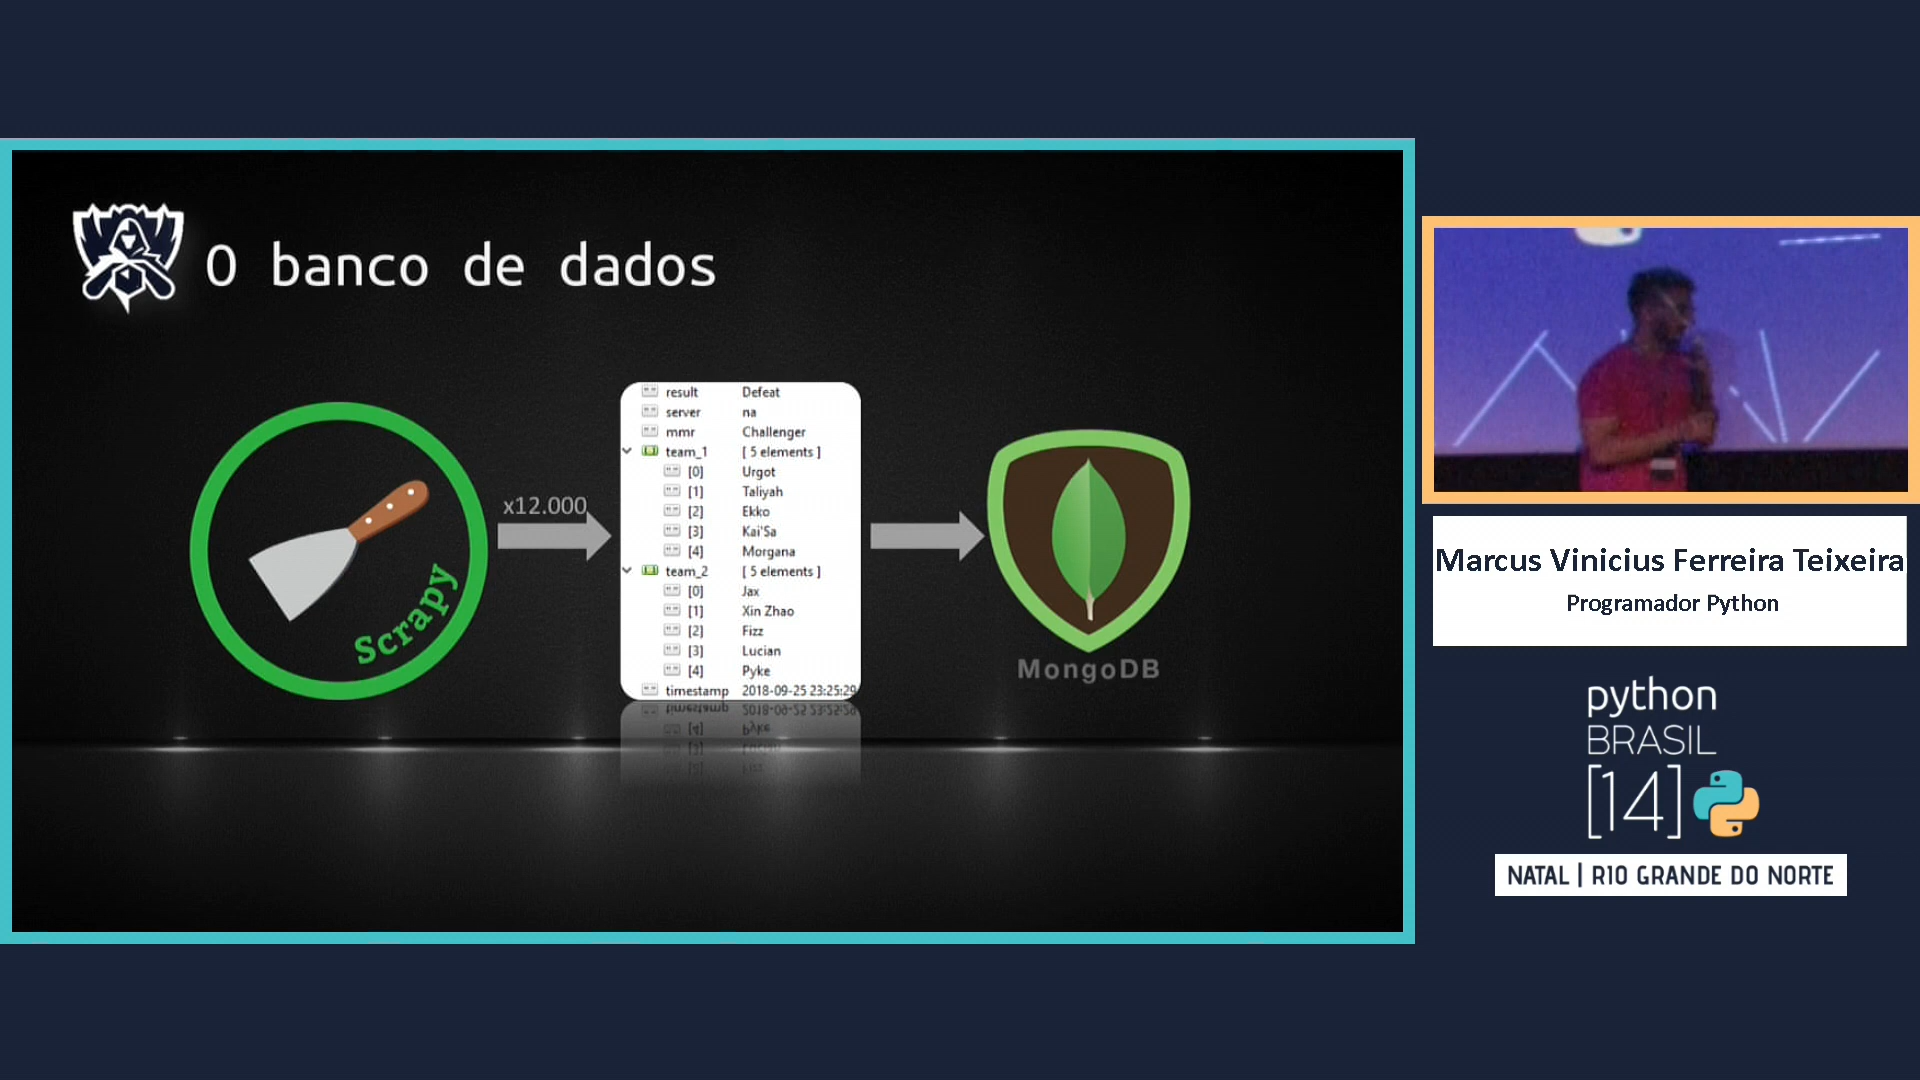 O banco de dados
Scrapy
x12.000
result Defeat
server na
mmr Challenger
team_1 [ 5 elements ]
[0] Urgot
[1] Taliyah
[2] Ekko
[3] Kai'Sa
[4] Morgana
team_2 [ 5 elements ]
[0] Jax
[1] Xin Zhao
[2] Fizz
[3] Lucian
[4] Pyke
timestamp 2018-09-25 23:25:29
MongoDB
Marcus Vinicius Ferreira Teixeira
Programador Python
python
BRASIL
[14]
NATAL | RIO GRANDE DO NORTE